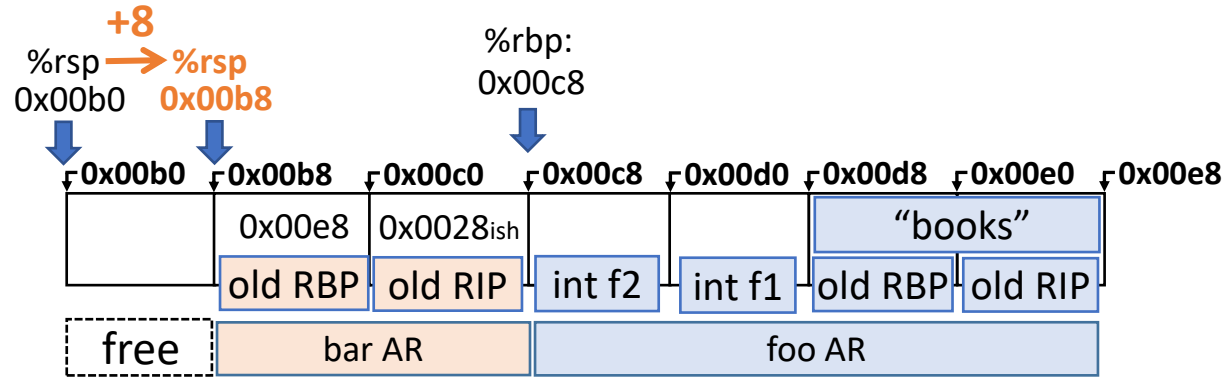 +8
%rsp %rsp
0x00b0 0x00b8
%rbp:
0x00c8
0x00b0 0x00b8 0x00c0 0x00c8 0x00d0 0x00d8 0x00e0 0x00e8
0x00e8 0x0028ish “books”
old RBP old RIP int f2 int f1 old RBP old RIP
free bar AR foo AR